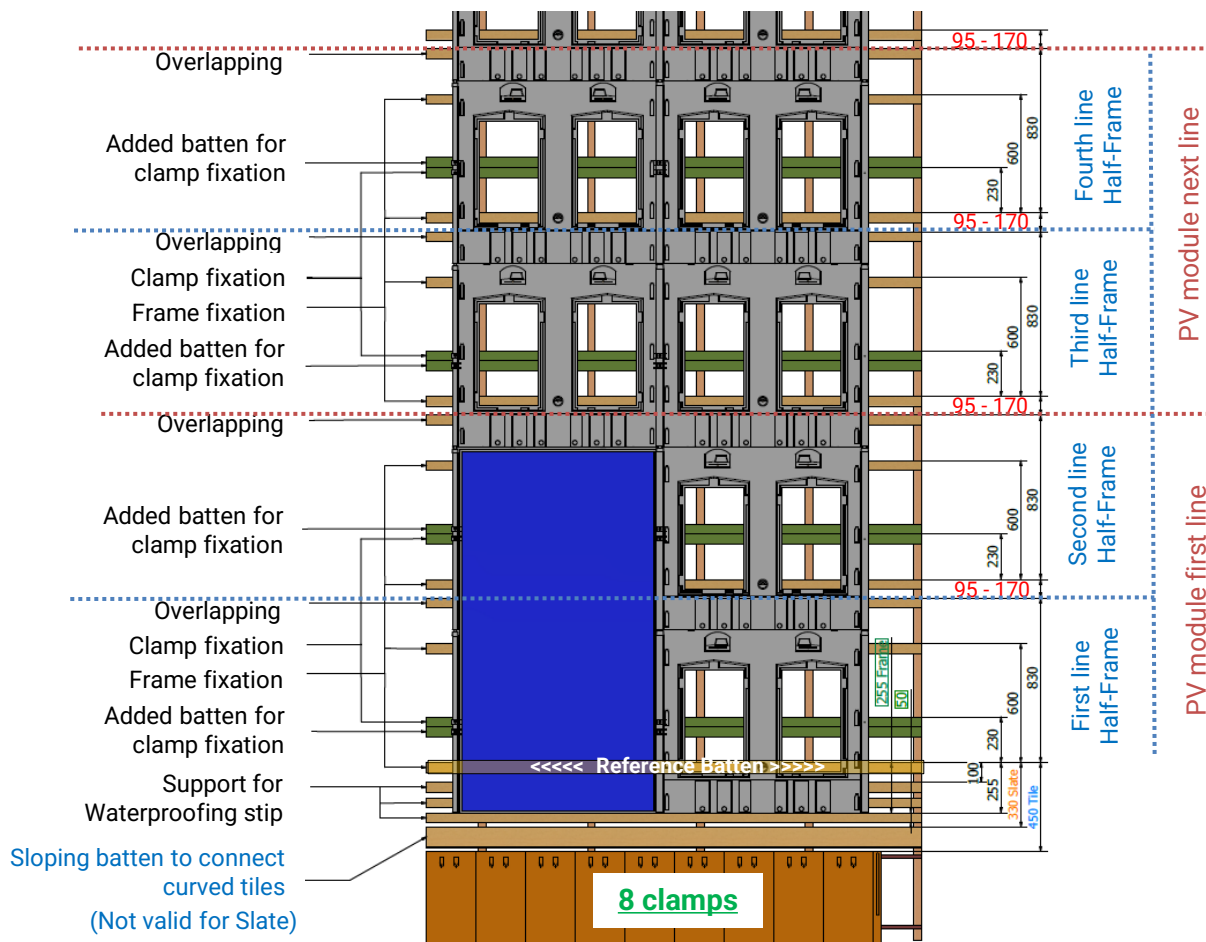 95 - 170
Overlapping
Added batten for
clamp fixation
830
600
230
Fourth line
Half-Frame
PV module next line
95 - 170
Overlapping
Clamp fixation
Frame fixation
Added batten for
clamp fixation
830
600
230
Third line
Half-Frame
95 - 170
Overlapping
Added batten for
clamp fixation
830
600
230
Second line
Half-Frame
PV module first line
95 - 170
Overlapping
Clamp fixation
Frame fixation
Added batten for
clamp fixation
255 Frame
50
830
600
230
First line
Half-Frame
<<<<< Reference Batten >>>>>
Support for
Waterproofing stip
100
255
330 Slate
450 Tile
Sloping batten to connect
curved tiles
(Not valid for Slate)
8 clamps